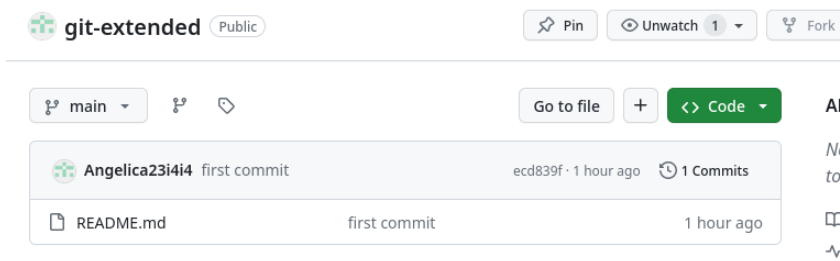 git-extended Public Pin Unwatch 1 Fork
main Go to file + Code
Angelica23i4i4 first commit ecd839f · 1 hour ago 1 Commits
README.md first commit 1 hour ago